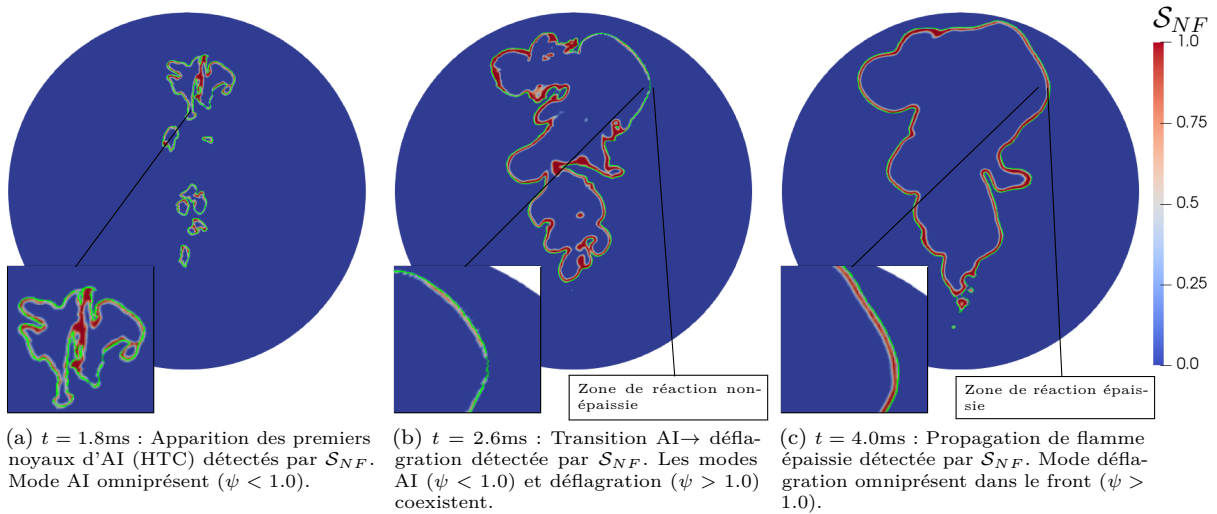 S_NF
1.0
0.75
0.5
0.25
0.0
Zone de réaction non-
épaissie
Zone de réaction épais-
sie
(a) t = 1.8ms : Apparition des premiers
noyaux d'AI (HTC) détectés par S_NF.
Mode AI omniprésent (ψ < 1.0).
(b) t = 2.6ms : Transition AI→ défla-
gration détectée par S_NF. Les modes
AI (ψ < 1.0) et déflagration (ψ > 1.0)
coexistent.
(c) t = 4.0ms : Propagation de flamme
épaissie détectée par S_NF. Mode défla-
gration omniprésent dans le front (ψ >
1.0).